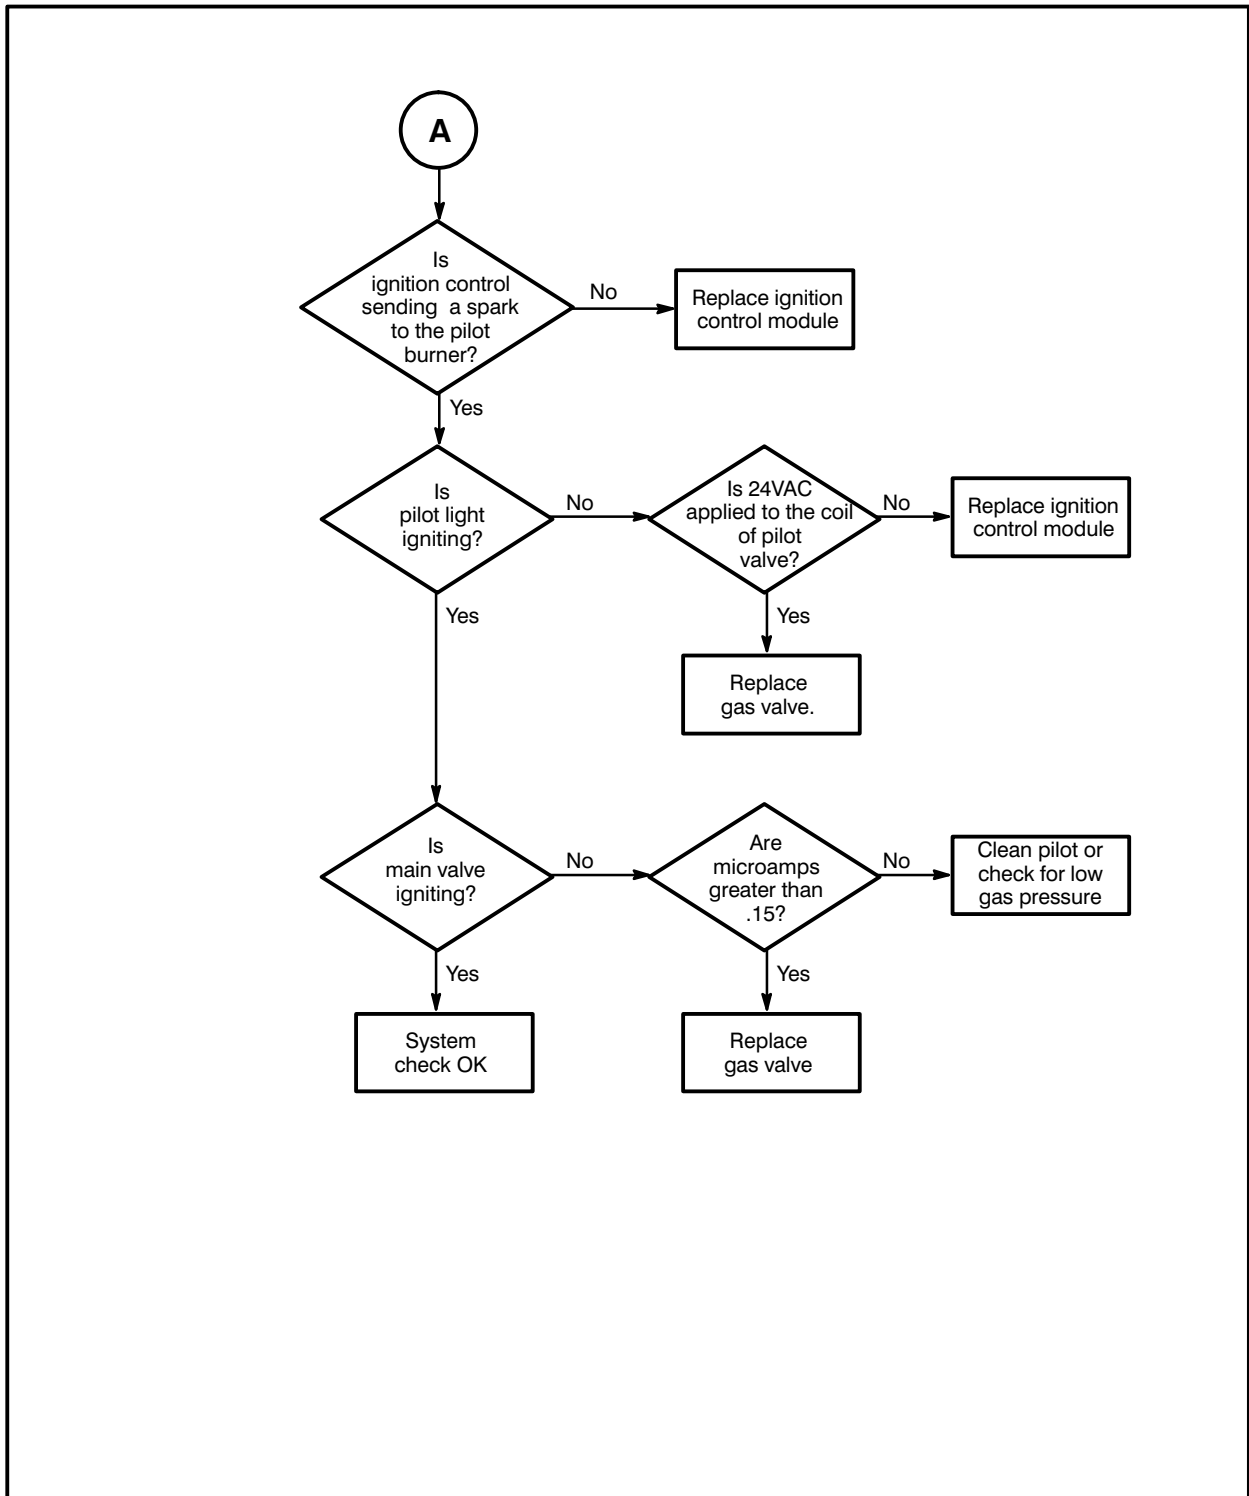 A
Is
ignition control
sending a spark
to the pilot
burner?
No
Replace ignition
control module
Yes
Is
pilot light
igniting?
No
Is 24VAC
applied to the coil
of pilot
valve?
No
Replace ignition
control module
Yes
Yes
Replace
gas valve.
Is
main valve
igniting?
No
Are
microamps
greater than
.15?
No
Clean pilot or
check for low
gas pressure
Yes
Yes
System
check OK
Replace
gas valve